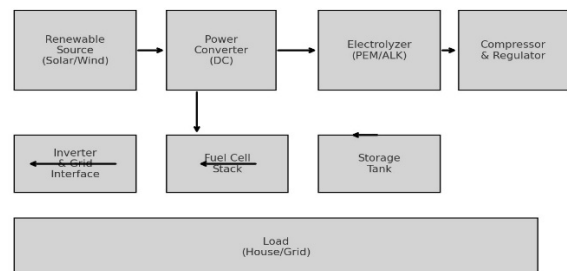 Renewable
Source
(Solar/Wind)
Power
Converter
(DC)
Electrolyzer
(PEM/ALK)
Compressor
& Regulator
Inverter
& Grid
Interface
Fuel Cell
Stack
Storage
Tank
Load
(House/Grid)